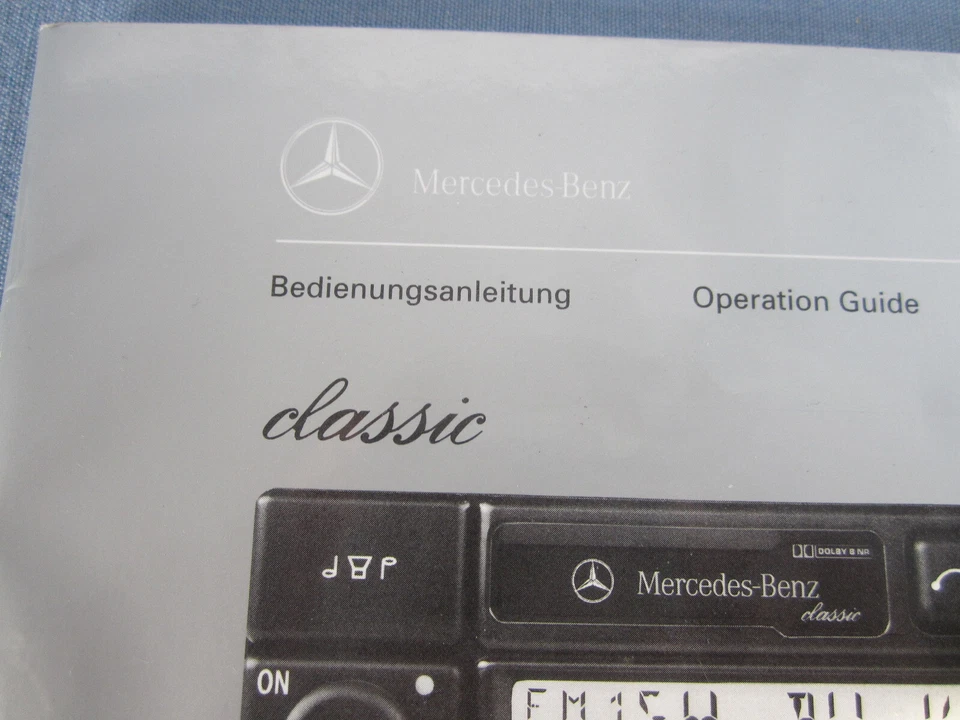 Mercedes-Benz
Bedienungsanleitung
Operation Guide
classic
DOLBY B NR
Mercedes-Benz
classic
ON